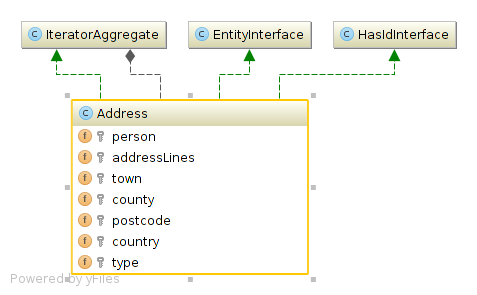 C IteratorAggregate
C EntityInterface
C HasIdInterface
C Address
f person
f addressLines
f town
f county
f postcode
f country
f type
Powered by yFiles